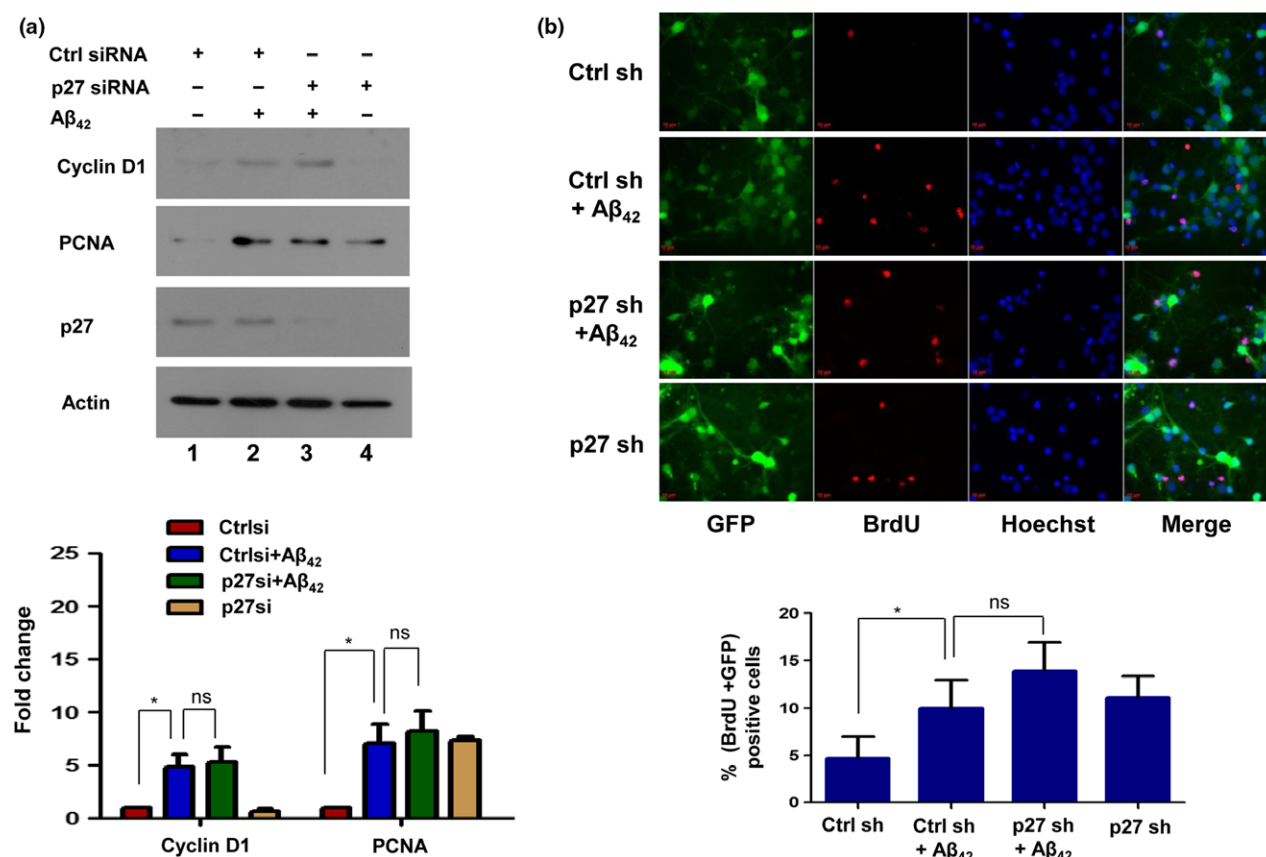 (a)
Ctrl siRNA + + – –
p27 siRNA – – + +
Aβ42 – + + –
Cyclin D1
PCNA
p27
Actin
1 2 3 4
Ctrlsi
Ctrlsi+Aβ42
p27si+Aβ42
p27si
Fold change
25
20
15
10
5
0
* ns
* ns
Cyclin D1 PCNA
(b)
Ctrl sh
Ctrl sh
+ Aβ42
p27 sh
+Aβ42
p27 sh
GFP BrdU Hoechst Merge
% (BrdU +GFP)
positive cells
20
15
10
5
0
* ns
Ctrl sh Ctrl sh p27 sh p27 sh
+ Aβ42 + Aβ42